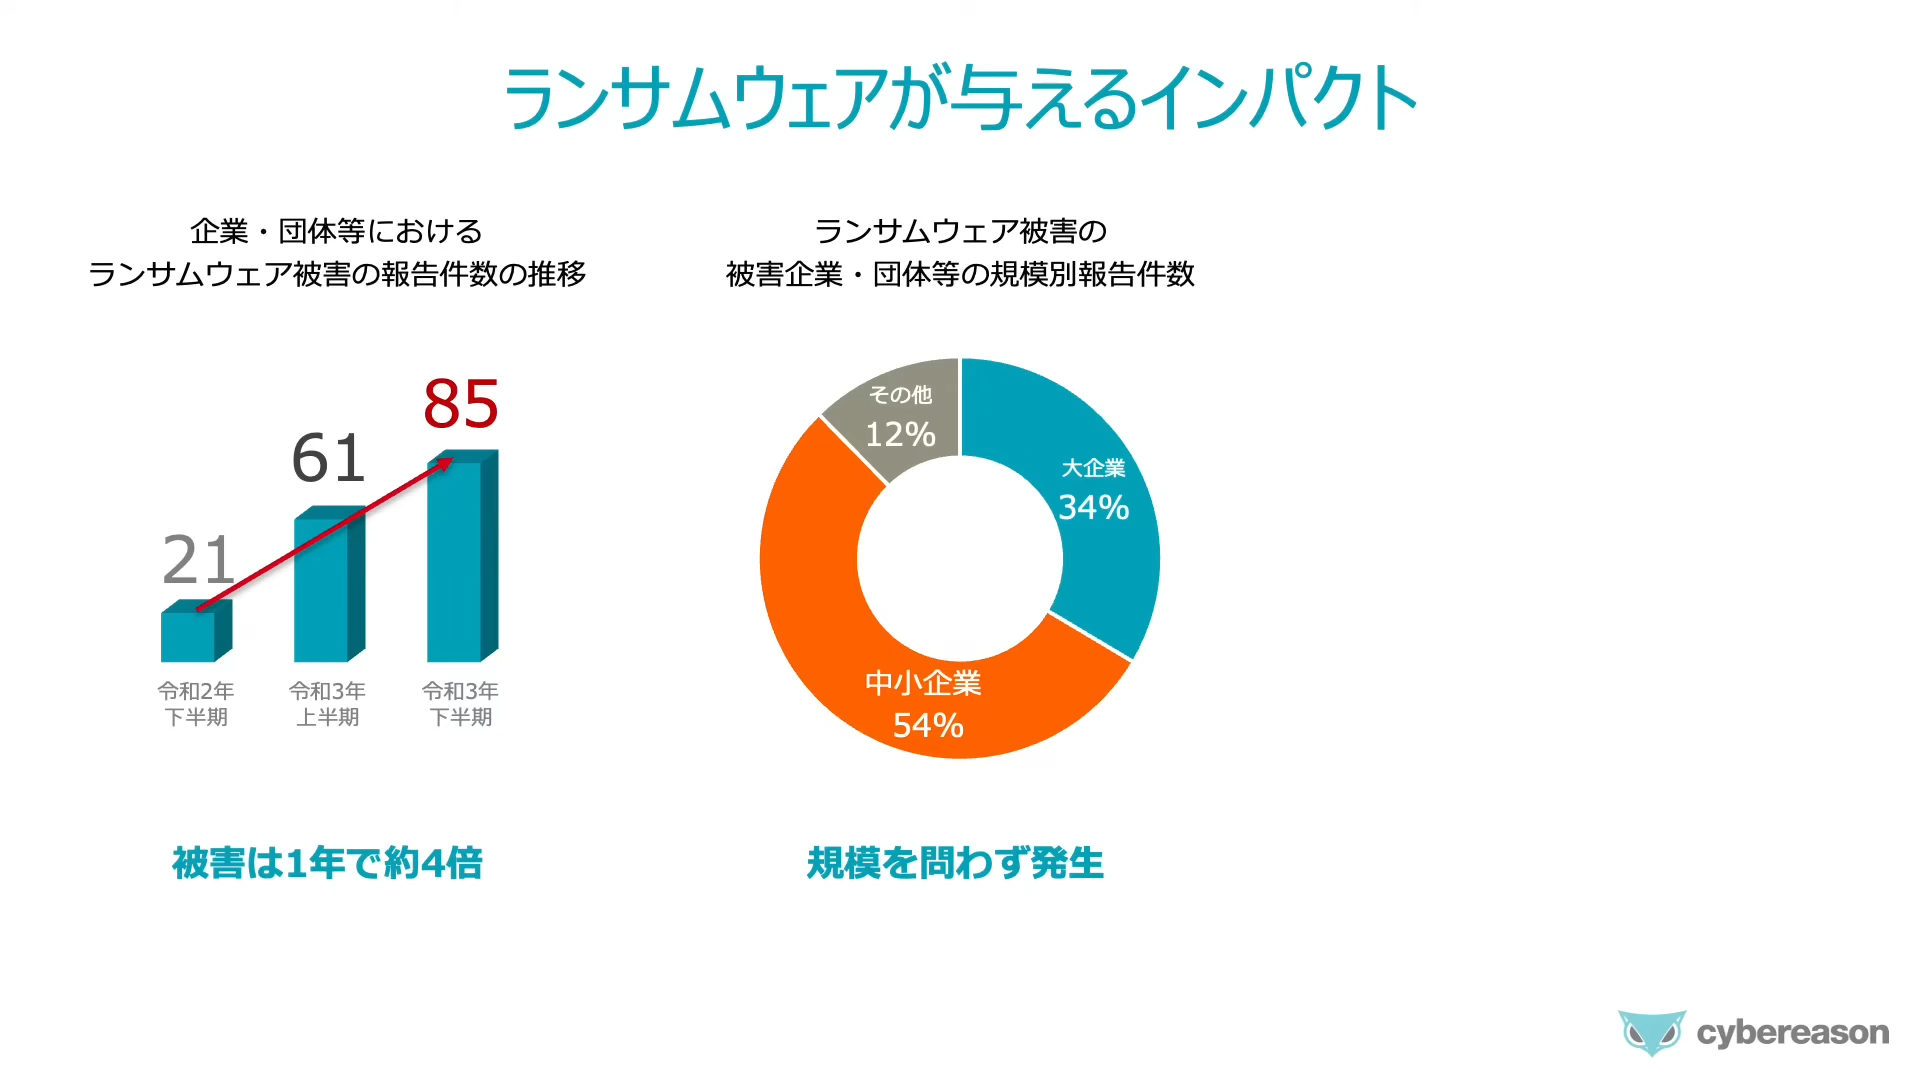 ランサムウェアが与えるインパクト
企業・団体等における
ランサムウェア被害の報告件数の推移
21
61
85
令和2年
下半期
令和3年
上半期
令和3年
下半期
被害は1年で約4倍
ランサムウェア被害の
被害企業・団体等の規模別報告件数
その他
12%
大企業
34%
中小企業
54%
規模を問わず発生
cybereason